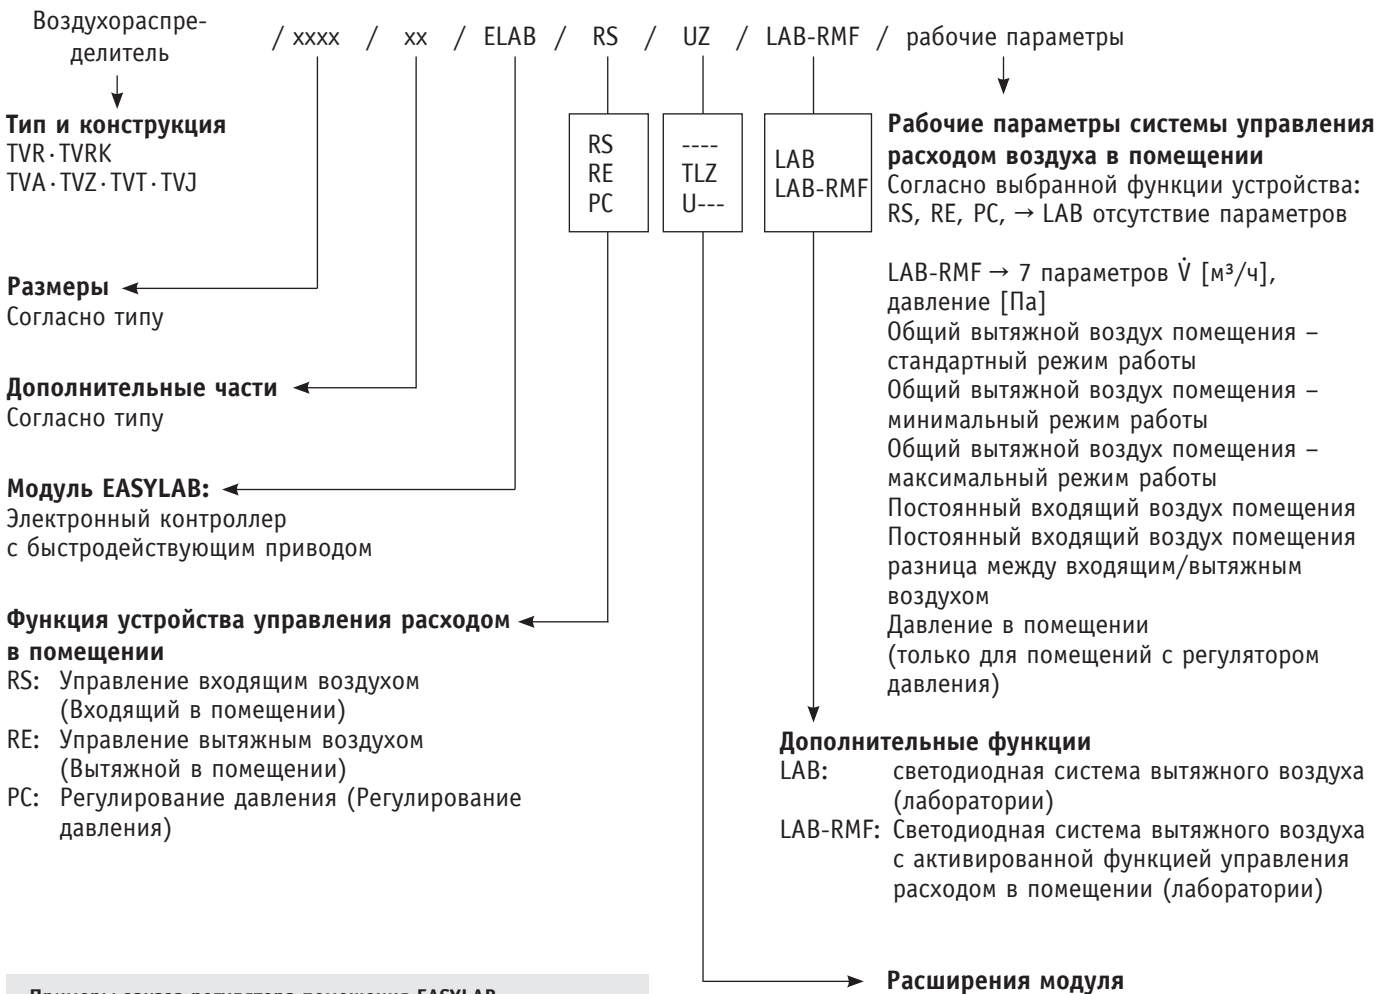 Воздухораспре-
делитель
/ xxxx / xx / ELAB / RS / UZ / LAB-RMF / рабочие параметры
Тип и конструкция
TVR·TVRK
TVA·TVZ·TVT·TVJ
Размеры
Согласно типу
Дополнительные части
Согласно типу
Модуль EASYLAB:
Электронный контроллер
с быстродействующим приводом
Функция устройства управления расходом
в помещении
RS: Управление входящим воздухом
(Входящий в помещении)
RE: Управление вытяжным воздухом
(Вытяжной в помещении)
PC: Регулирование давления (Регулирование
давления)
RS
RE
PC
----
TLZ
U---
LAB
LAB-RMF
Рабочие параметры системы управления
расходом воздуха в помещении
Согласно выбранной функции устройства:
RS, RE, PC, → LAB отсутствие параметров
LAB-RMF → 7 параметров V̇ [м³/ч],
давление [Па]
Общий вытяжной воздух помещения –
стандартный режим работы
Общий вытяжной воздух помещения –
минимальный режим работы
Общий вытяжной воздух помещения –
максимальный режим работы
Постоянный входящий воздух помещения
Постоянный входящий воздух помещения
разница между входящим/вытяжным
воздухом
Давление в помещении
(только для помещений с регулятором
давления)
Дополнительные функции
LAB: светодиодная система вытяжного воздуха
(лаборатории)
LAB-RMF: Светодиодная система вытяжного воздуха
с активированной функцией управления
расходом в помещении (лаборатории)
Расширения модуля
Примеры заказа регулятора помещения EASYLAB